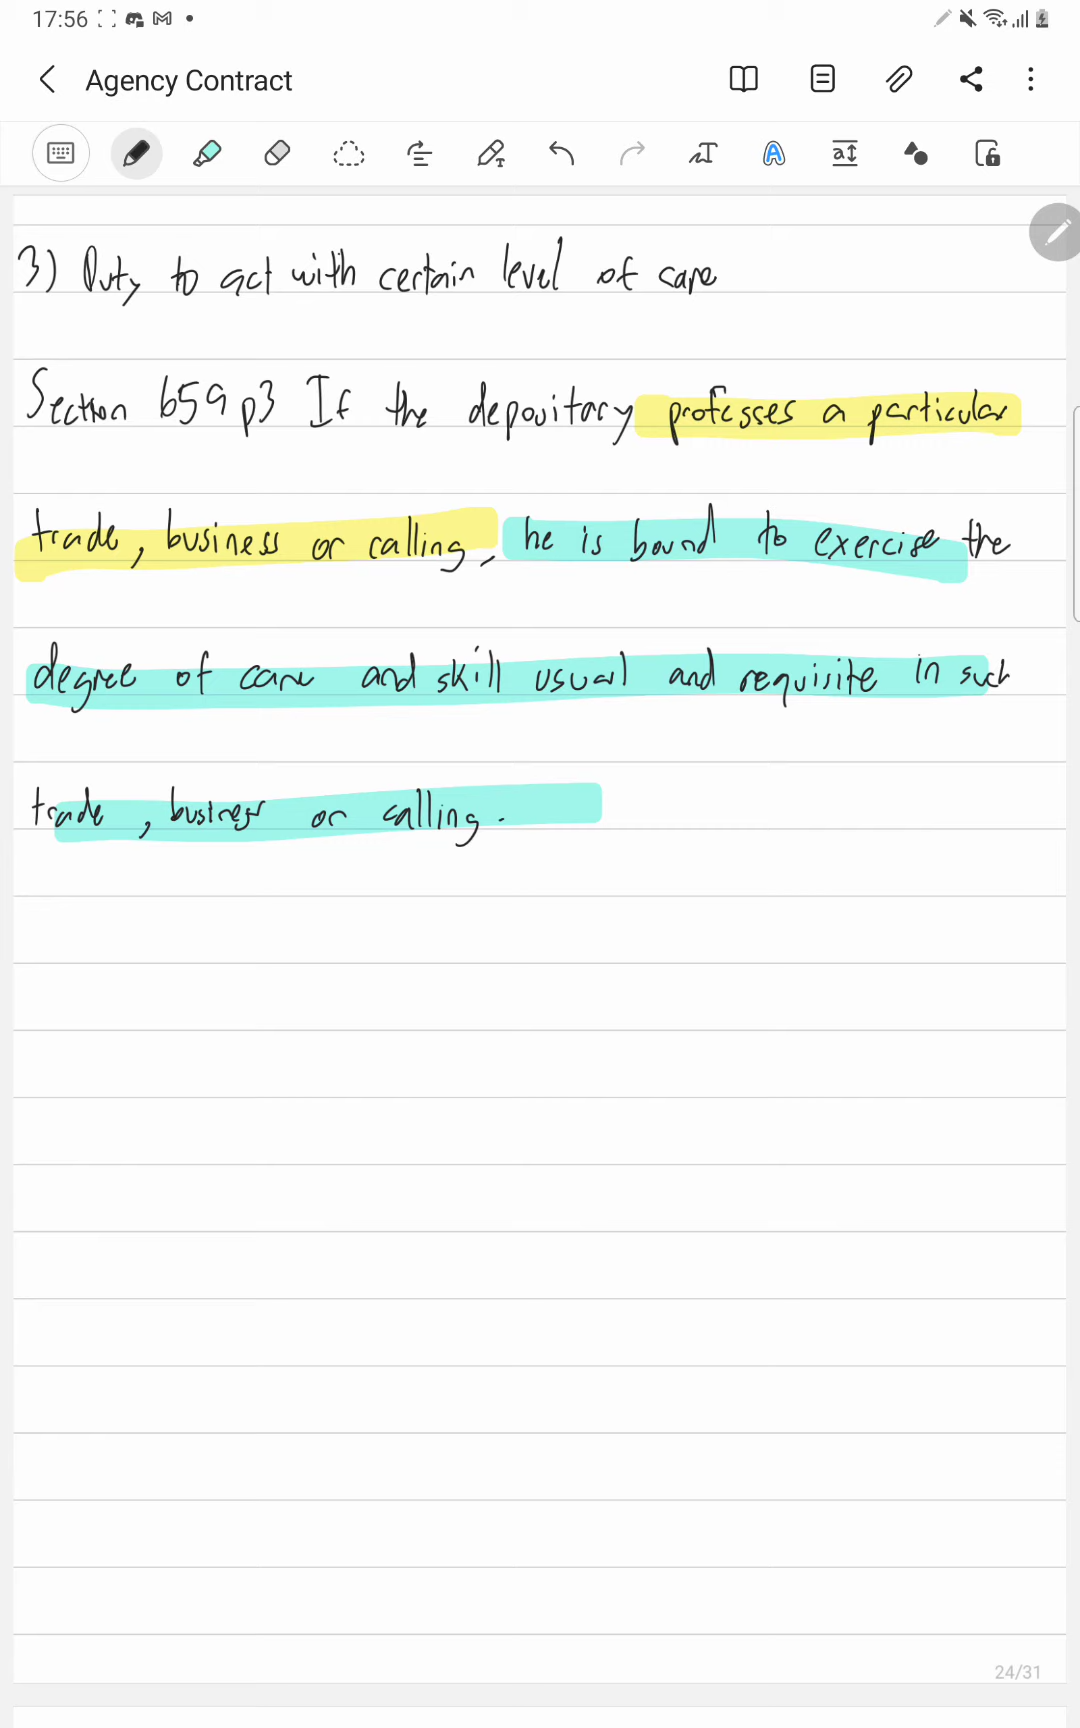 17:56
Agency Contract
3) Duty to act with certain level of care
Section 659 p3 If the depository professes a particular
trade, business or calling, he is bound to exercise the
degree of care and skill usual and requisite in such
trade, business or calling.
24/31